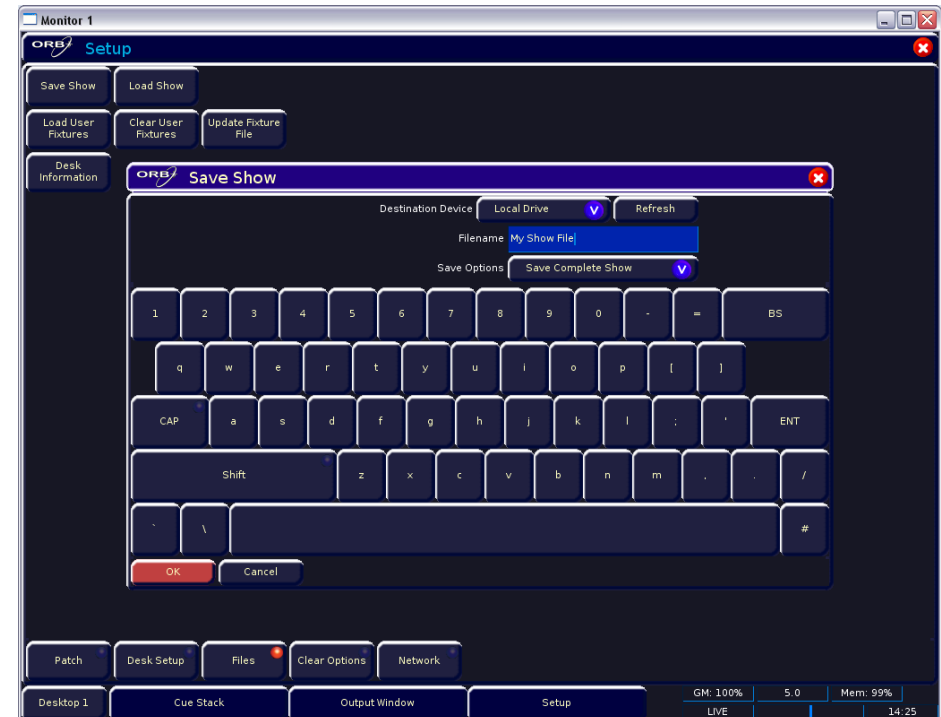 Monitor 1
ORB Setup
Save Show Load Show
Load User Fixtures Clear User Fixtures Update Fixture File
Desk Information
ORB Save Show
Destination Device Local Drive V Refresh
Filename My Show File
Save Options Save Complete Show V
1 2 3 4 5 6 7 8 9 0 - = BS
q w e r t y u i o p [ ]
CAP a s d f g h j k l ; ' ENT
Shift z x c v b n m , . /
` \ #
OK Cancel
Patch Desk Setup Files Clear Options Network
Desktop 1 Cue Stack Output Window Setup
GM: 100% 5.0 Mem: 99%
LIVE 14:25